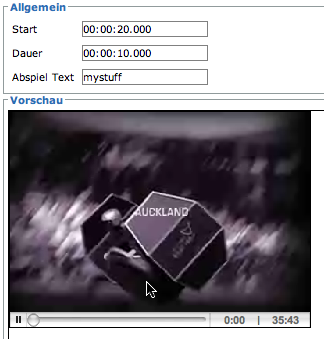 Allgemein
Start 00:00:20.000
Dauer 00:00:10.000
Abspiel Text mystuff
Vorschau
AUCKLAND
0:00 | 35:43